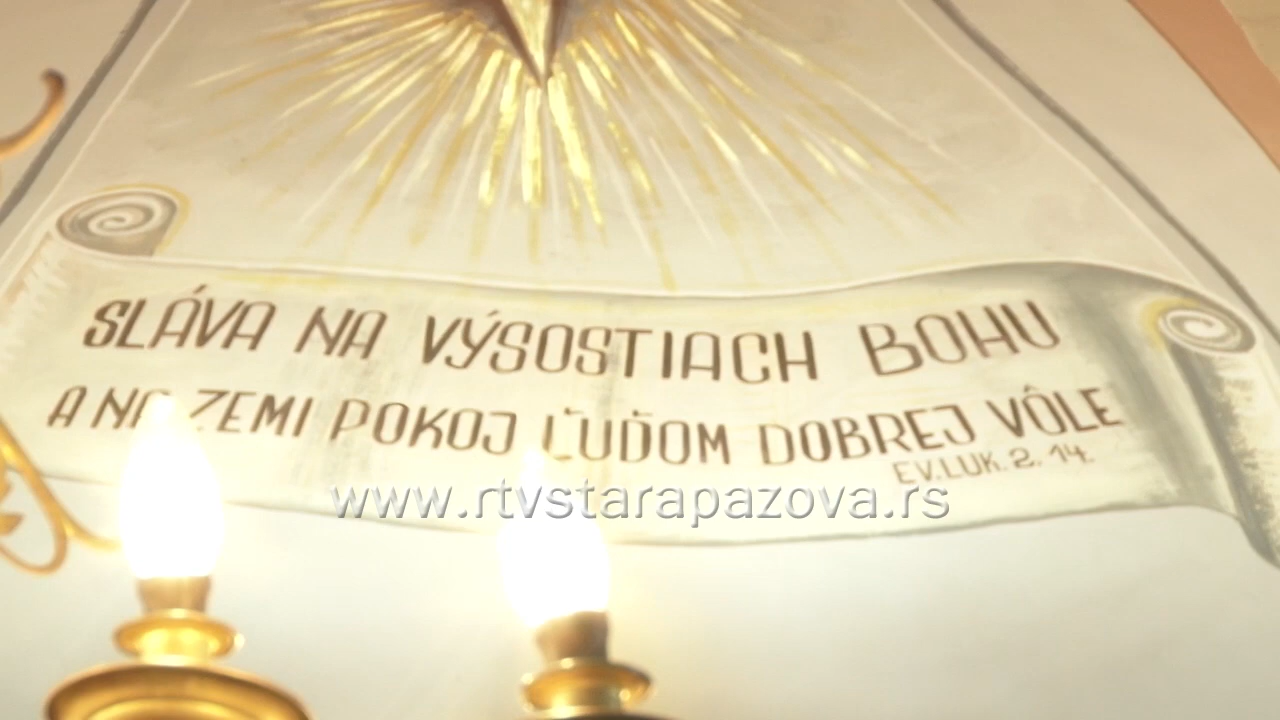 SLÁVA NA VÝSOSTIACH BOHU
A NA ZEMI POKOJ ĽUĎOM DOBREJ VÔLE
EV. LUK. 2. 14.
www.rtvstarapazova.rs